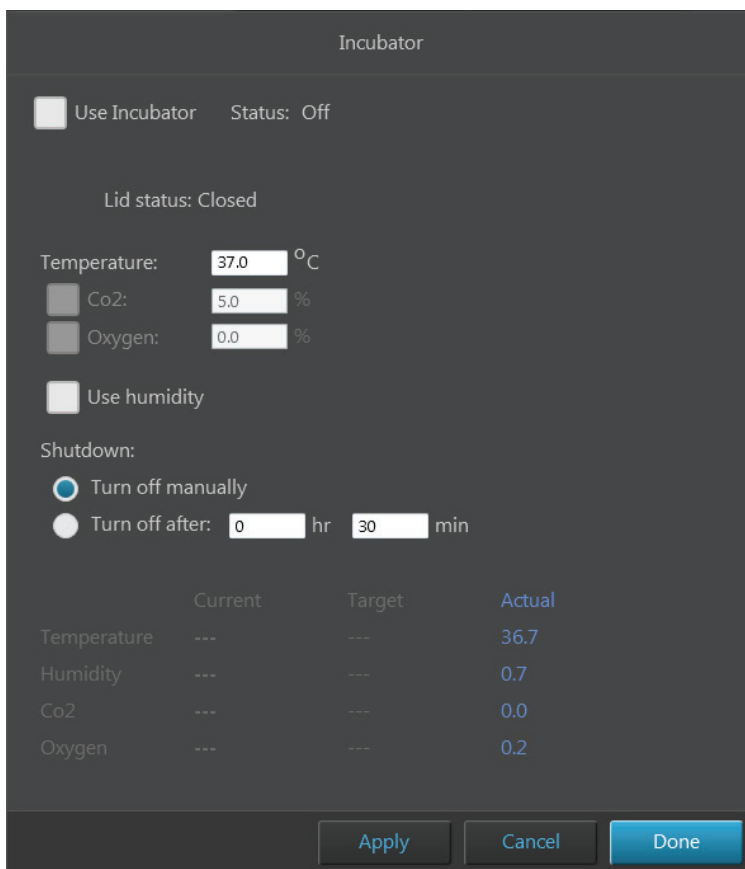 Incubator
Use Incubator Status: Off
Lid status: Closed
Temperature: 37.0 °C
Co2: 5.0 %
Oxygen: 0.0 %
Use humidity
Shutdown:
Turn off manually
Turn off after: 0 hr 30 min
Current Target Actual
Temperature --- --- 36.7
Humidity --- --- 0.7
Co2 --- --- 0.0
Oxygen --- --- 0.2
Apply Cancel Done